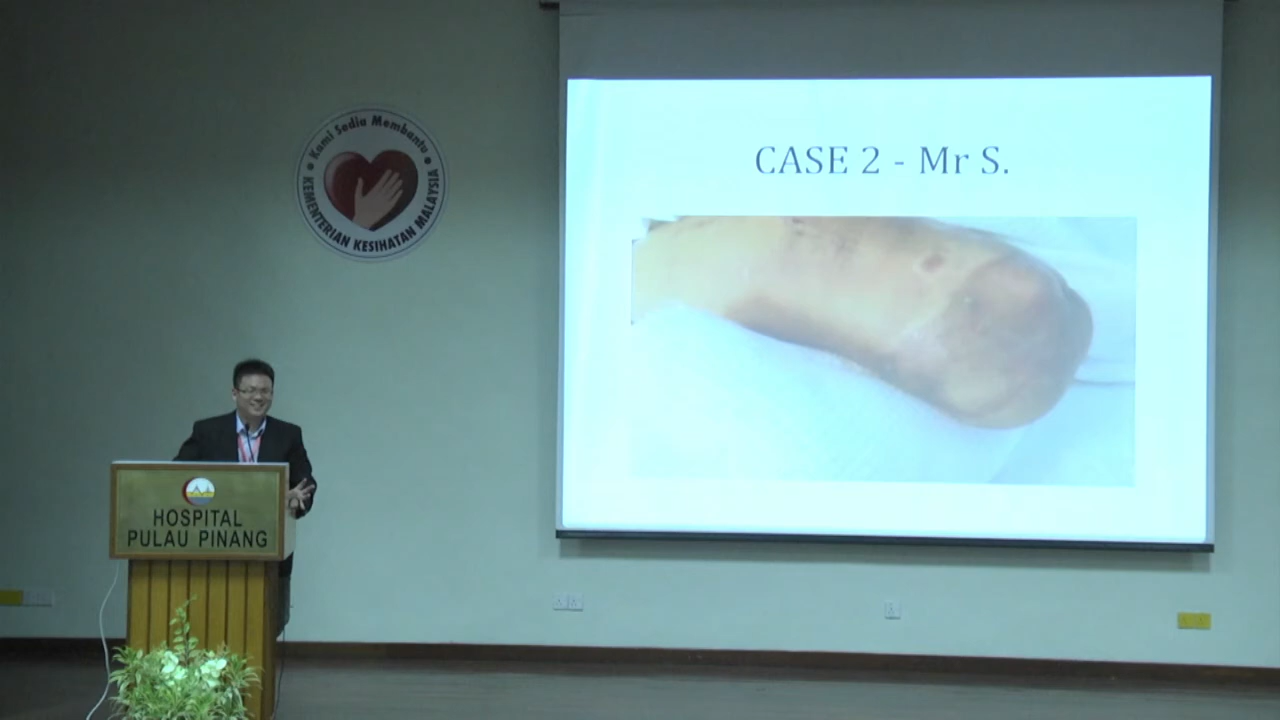 Kami Sedia Membantu
KEMENTERIAN KESIHATAN MALAYSIA
CASE 2 - Mr S.
HOSPITAL
PULAU PINANG